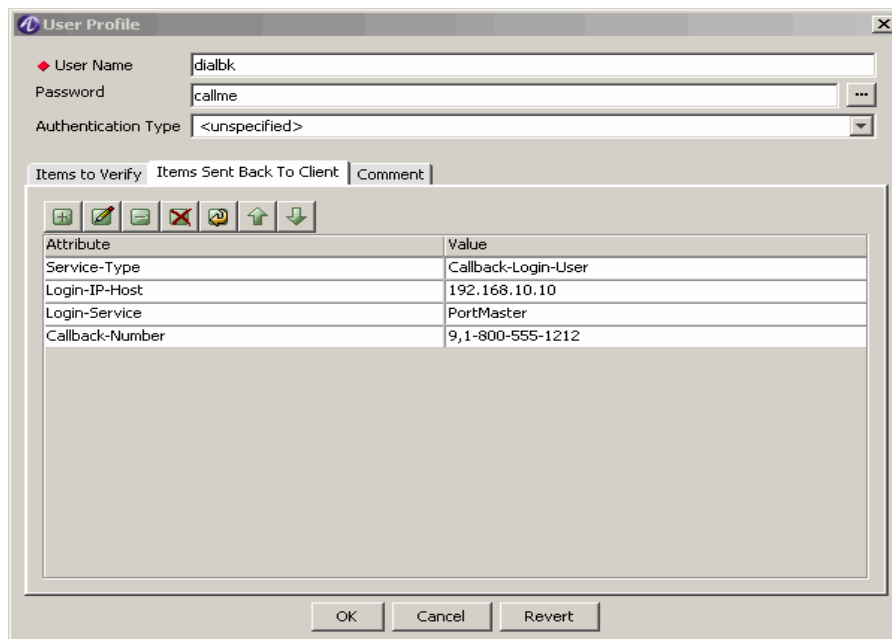 User Profile
User Name
dialbk
Password
callme
...
Authentication Type
<unspecified>
Items to Verify
Items Sent Back To Client
Comment
Attribute Value
Service-Type Callback-Login-User
Login-IP-Host 192.168.10.10
Login-Service PortMaster
Callback-Number 9,1-800-555-1212
OK Cancel Revert